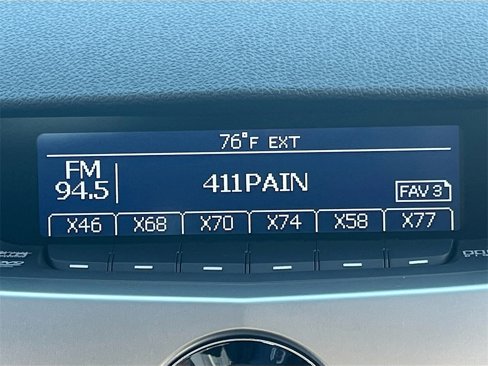 76°F EXT
FM
94.5
411PAIN
FAV 3
X46 X68 X70 X74 X58 X77